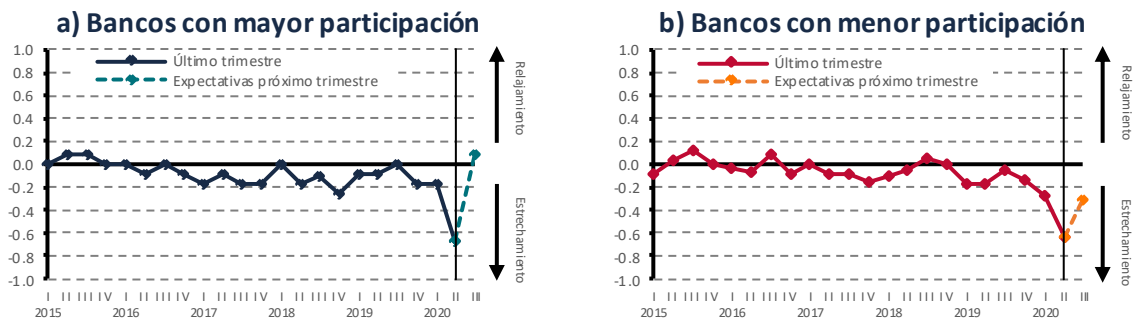 a) Bancos con mayor participación
1.0
0.8
0.6
0.4
0.2
0.0
-0.2
-0.4
-0.6
-0.8
-1.0
Último trimestre
Expectativas próximo trimestre
Relajamiento
Estrechamiento
I II III IV I II III IV I II III IV I II III IV I II III IV I II III
2015 2016 2017 2018 2019 2020
b) Bancos con menor participación
1.0
0.8
0.6
0.4
0.2
0.0
-0.2
-0.4
-0.6
-0.8
-1.0
Último trimestre
Expectativas próximo trimestre
Relajamiento
Estrechamiento
I II III IV I II III IV I II III IV I II III IV I II III IV I II III
2015 2016 2017 2018 2019 2020